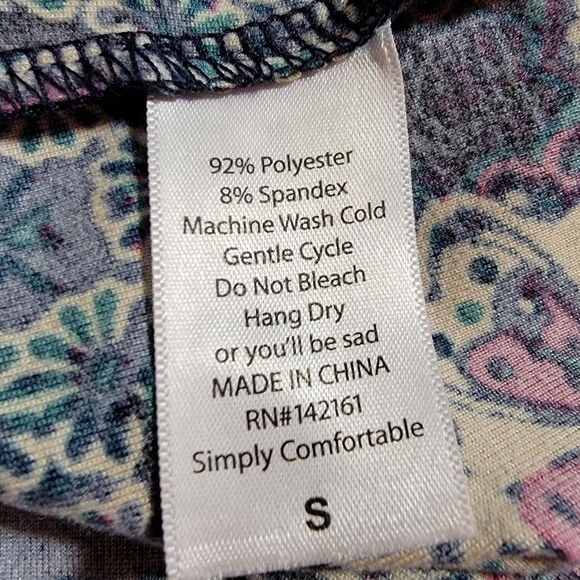 92% Polyester
8% Spandex
Machine Wash Cold
Gentle Cycle
Do Not Bleach
Hang Dry
or you'll be sad
MADE IN CHINA
RN#142161
Simply Comfortable
S